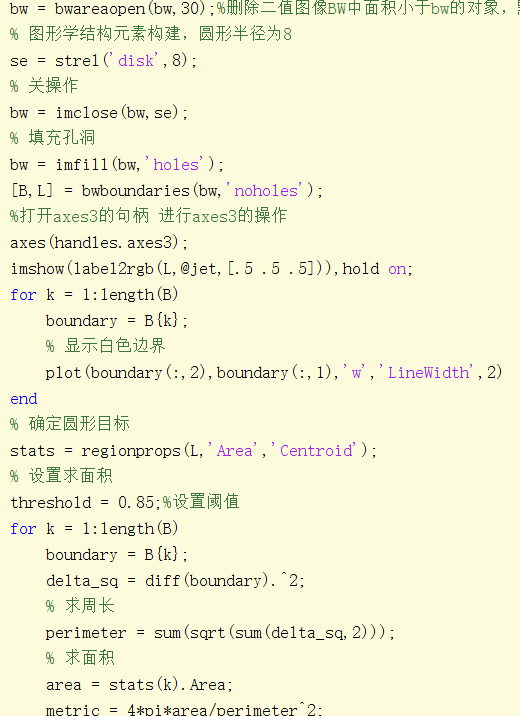 bw = bwareaopen(bw,30);%删除二值图像BW中面积小于bw的对象,
% 图形学结构元素构建，圆形半径为8
se = strel('disk',8);
% 关操作
bw = imclose(bw,se);
% 填充孔洞
bw = imfill(bw,'holes');
[B,L] = bwboundaries(bw,'noholes');
%打开axes3的句柄 进行axes3的操作
axes(handles.axes3);
imshow(label2rgb(L,@jet,[.5 .5 .5])),hold on;
for k = 1:length(B)
    boundary = B{k};
    % 显示白色边界
    plot(boundary(:,2),boundary(:,1),'w','LineWidth',2)
end
% 确定圆形目标
stats = regionprops(L,'Area','Centroid');
% 设置求面积
threshold = 0.85;%设置阈值
for k = 1:length(B)
    boundary = B{k};
    delta_sq = diff(boundary).^2;
    % 求周长
    perimeter = sum(sqrt(sum(delta_sq,2)));
    % 求面积
    area = stats(k).Area;
    metric = 4*pi*area/perimeter^2;